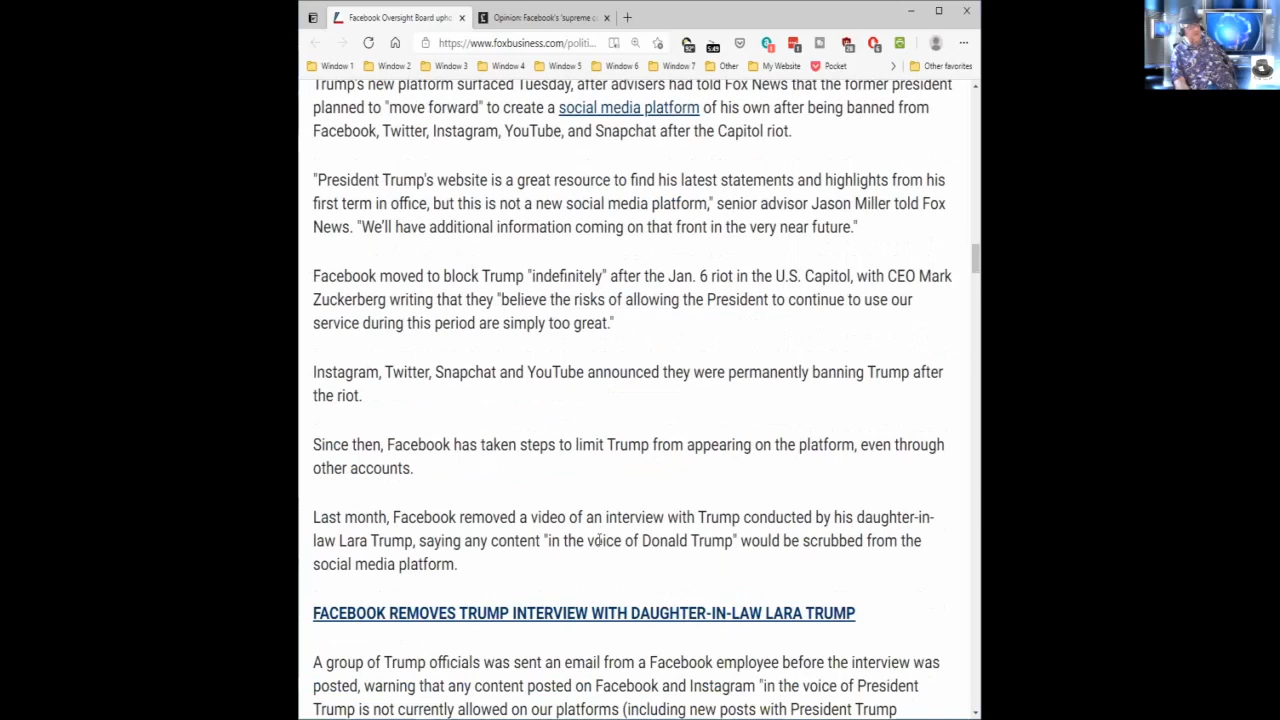 Facebook Oversight Board upho
Opinion: Facebook's 'supreme c
https://www.foxbusiness.com/politi...
Window 1
Window 2
Window 3
Window 4
Window 5
Window 6
Window 7
Other
My Website
Pocket
Other favorites
Trump's new platform surfaced Tuesday, after advisers had told Fox News that the former president
planned to "move forward" to create a social media platform of his own after being banned from
Facebook, Twitter, Instagram, YouTube, and Snapchat after the Capitol riot.
"President Trump's website is a great resource to find his latest statements and highlights from his
first term in office, but this is not a new social media platform," senior advisor Jason Miller told Fox
News. "We'll have additional information coming on that front in the very near future."
Facebook moved to block Trump "indefinitely" after the Jan. 6 riot in the U.S. Capitol, with CEO Mark
Zuckerberg writing that they "believe the risks of allowing the President to continue to use our
service during this period are simply too great."
Instagram, Twitter, Snapchat and YouTube announced they were permanently banning Trump after
the riot.
Since then, Facebook has taken steps to limit Trump from appearing on the platform, even through
other accounts.
Last month, Facebook removed a video of an interview with Trump conducted by his daughter-in-
law Lara Trump, saying any content "in the voice of Donald Trump" would be scrubbed from the
social media platform.
FACEBOOK REMOVES TRUMP INTERVIEW WITH DAUGHTER-IN-LAW LARA TRUMP
A group of Trump officials was sent an email from a Facebook employee before the interview was
posted, warning that any content posted on Facebook and Instagram "in the voice of President
Trump is not currently allowed on our platforms (including new posts with President Trump